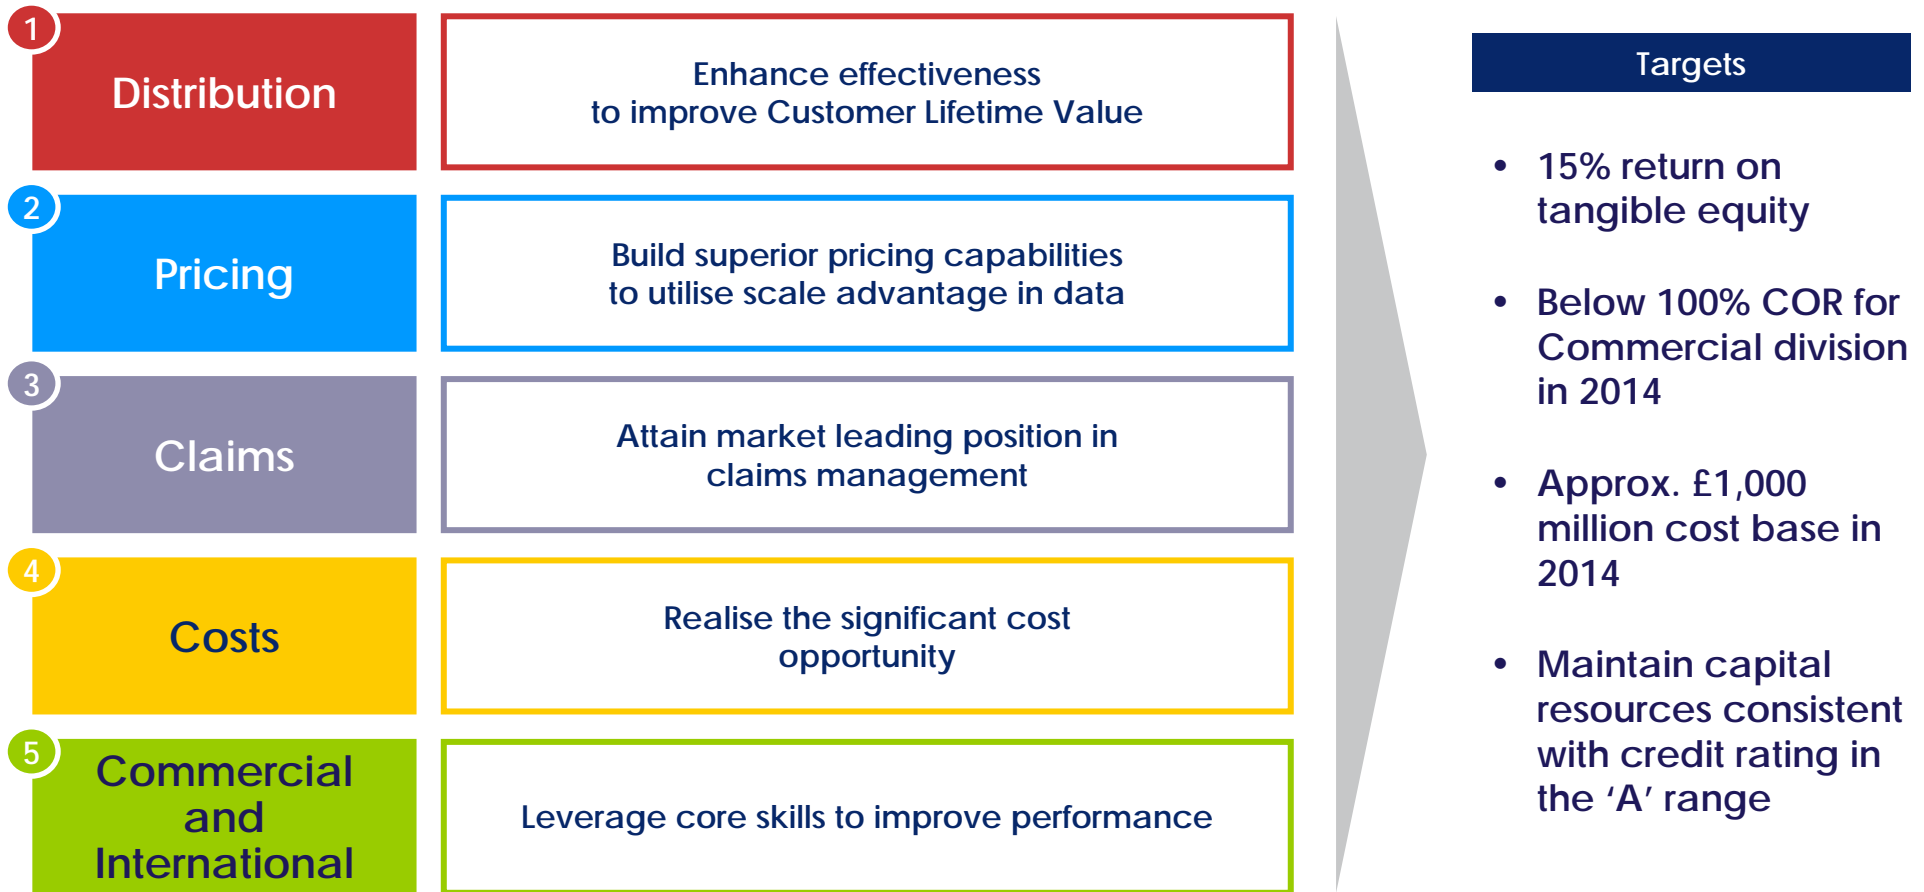 1
Distribution
Enhance effectiveness
to improve Customer Lifetime Value
2
Pricing
Build superior pricing capabilities
to utilise scale advantage in data
3
Claims
Attain market leading position in
claims management
4
Costs
Realise the significant cost
opportunity
5
Commercial
and
International
Leverage core skills to improve performance
Targets
• 15% return on
tangible equity
• Below 100% COR for
Commercial division
in 2014
• Approx. £1,000
million cost base in
2014
• Maintain capital
resources consistent
with credit rating in
the ‘A’ range